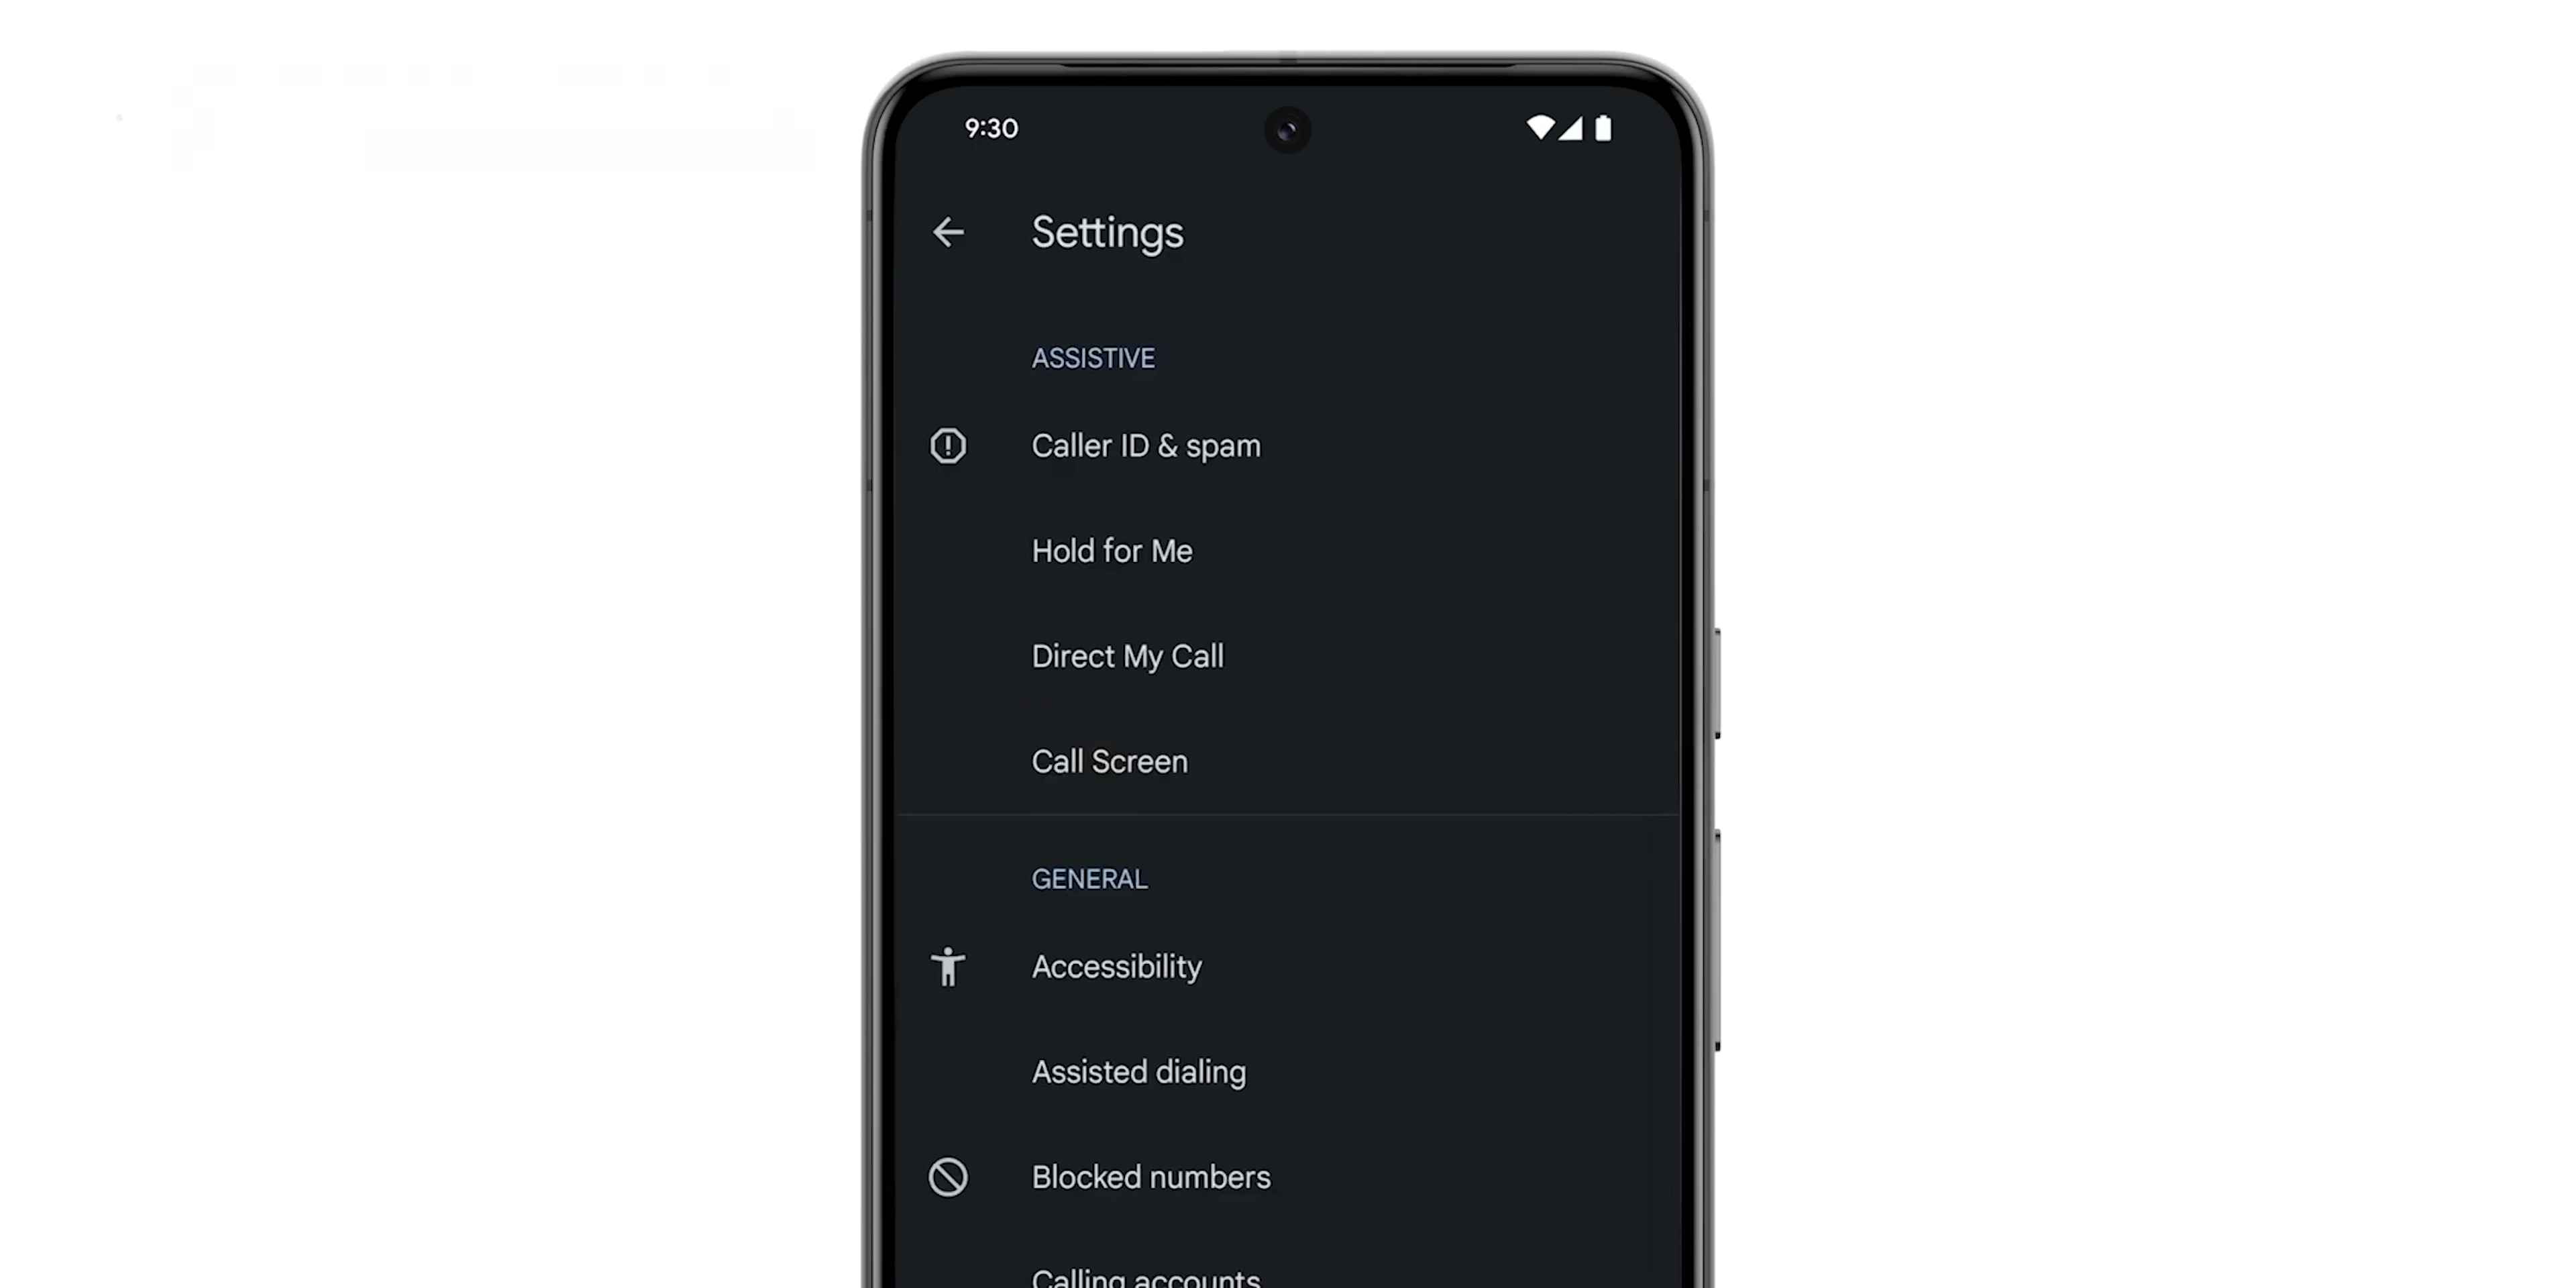 9:30
Settings
ASSISTIVE
Caller ID & spam
Hold for Me
Direct My Call
Call Screen
GENERAL
Accessibility
Assisted dialing
Blocked numbers
Calling accounts